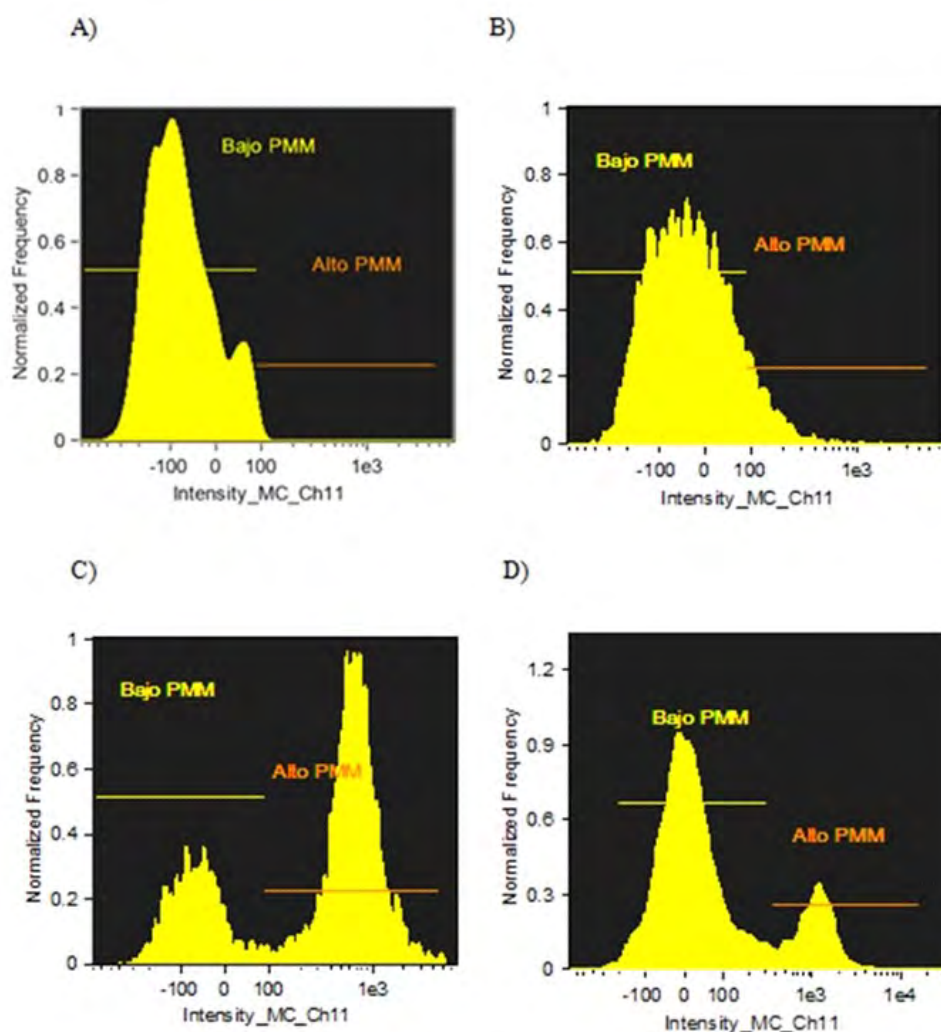 A)
1
0.8
0.6
0.4
0.2
0
Normalized Frequency
Bajo PMM
Alto PMM
-100 0 100 1e3
Intensity_MC_Ch11
B)
1
0.8
0.6
0.4
0.2
0
Normalized Frequency
Bajo PMM
Alto PMM
-100 0 100 1e3
Intensity_MC_Ch11
C)
1
0.8
0.6
0.4
0.2
0
Normalized Frequency
Bajo PMM
Alto PMM
-100 0 100 1e3
Intensity_MC_Ch11
D)
1.2
0.9
0.6
0.3
0
Normalized Frequency
Bajo PMM
Alto PMM
-100 0 100 1e3 1e4
Intensity_MC_Ch11